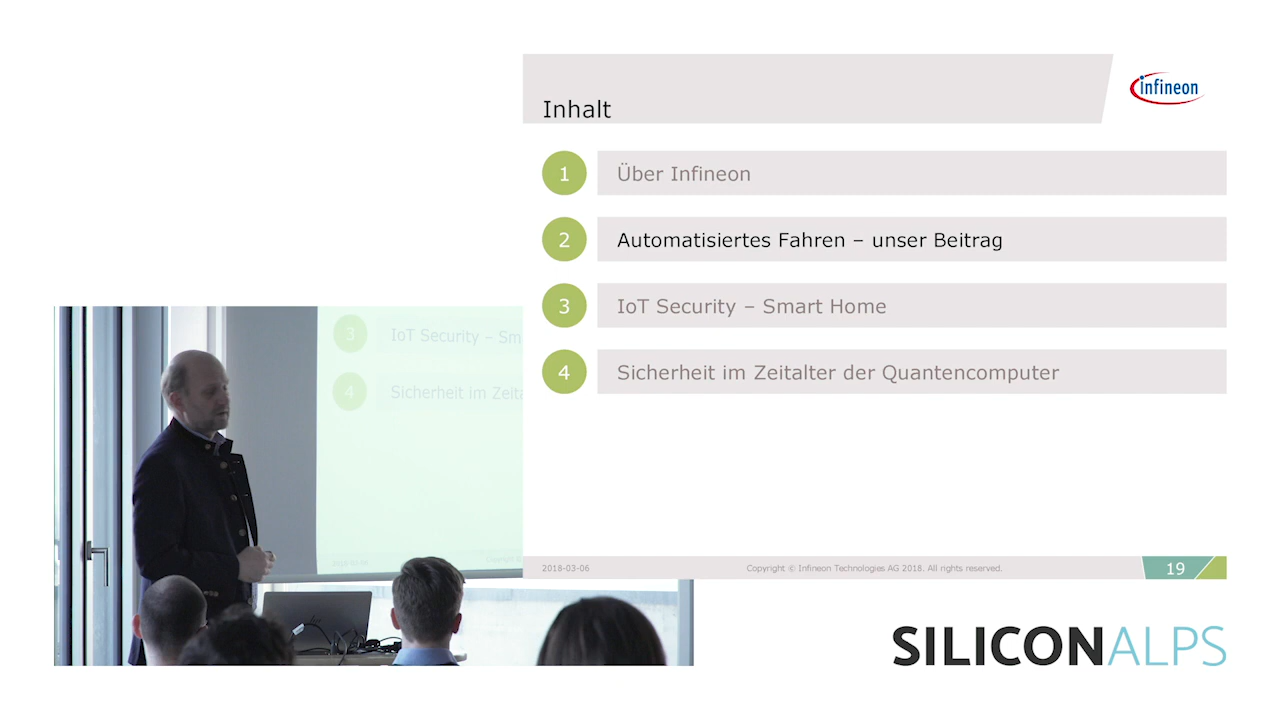 Inhalt
infineon
1 Über Infineon
2 Automatisiertes Fahren – unser Beitrag
3 IoT Security – Smart Home
4 Sicherheit im Zeitalter der Quantencomputer
3 IoT Security – Sm
4 Sicherheit im Zeita
2018-03-06 Copyright © Infineon Technologies AG 2018. All rights reserved. 19
SILICONALPS